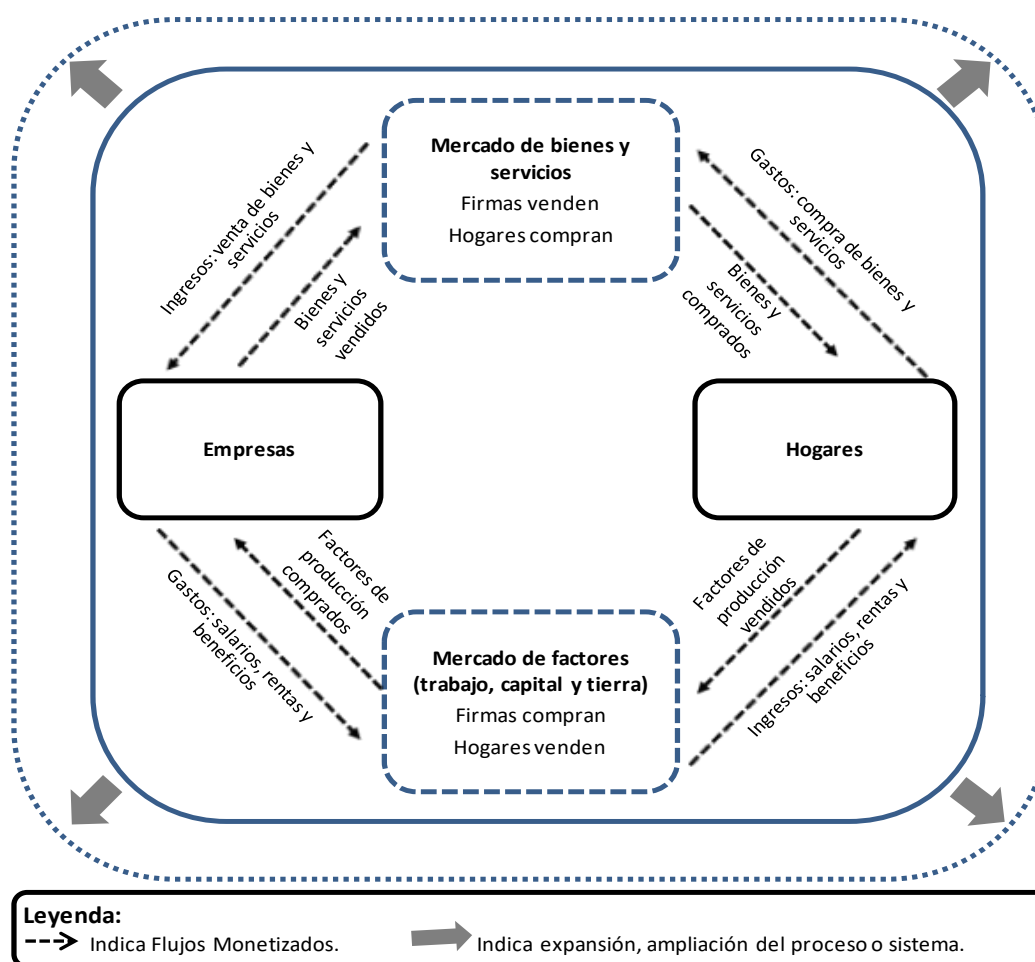 Mercado de bienes y
servicios
Firmas venden
Hogares compran
Ingresos: venta de bienes y
servicios
Bienes y
servicios
vendidos
Gastos: compra de bienes y
servicios
Bienes y
servicios
comprados
Empresas
Hogares
Gastos: salarios, rentas y
beneficios
Factores de
producción
comprados
Factores de
producción
vendidos
Ingresos: salarios, rentas y
beneficios
Mercado de factores
(trabajo, capital y tierra)
Firmas compran
Hogares venden
Leyenda:
Indica Flujos Monetizados.
Indica expansión, ampliación del proceso o sistema.